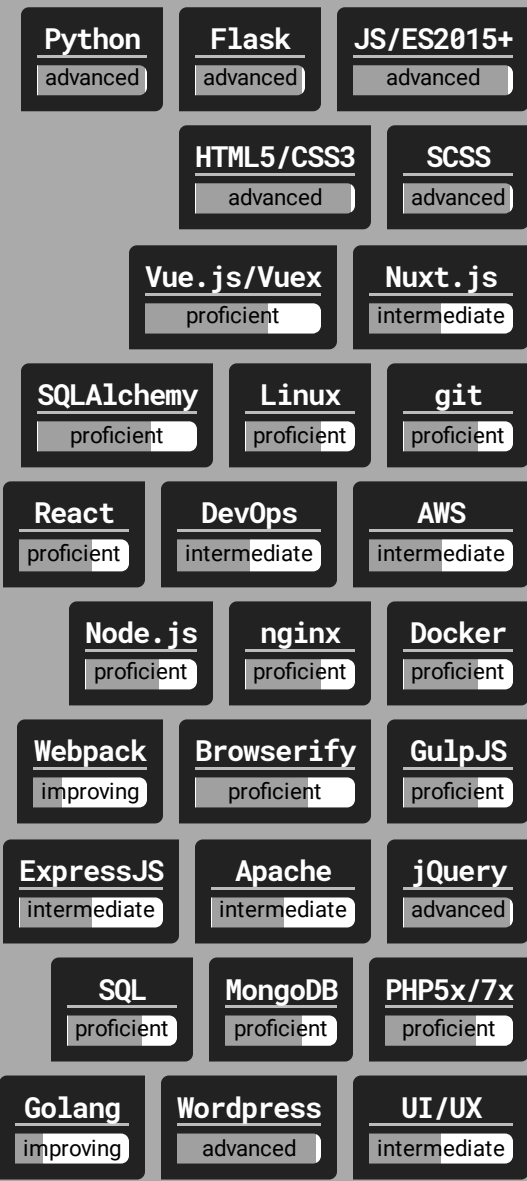 Python Flask JS/ES2015+
advanced advanced advanced
HTML5/CSS3 SCSS
advanced advanced
Vue.js/Vuex Nuxt.js
proficient intermediate
SQLAlchemy Linux git
proficient proficient proficient
React DevOps AWS
proficient intermediate intermediate
Node.js nginx Docker
proficient proficient proficient
Webpack Browserify GulpJS
improving proficient proficient
ExpressJS Apache jQuery
intermediate intermediate advanced
SQL MongoDB PHP5x/7x
proficient proficient proficient
Golang Wordpress UI/UX
improving advanced intermediate